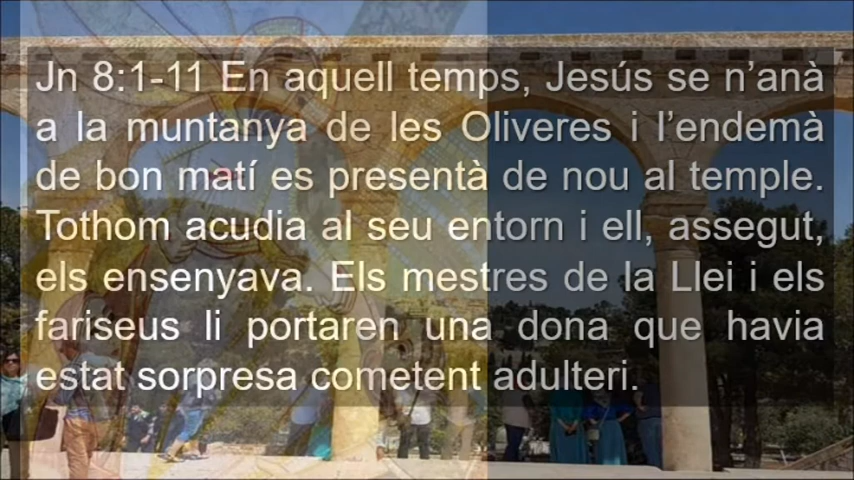 Jn 8:1-11 En aquell temps, Jesús se n’anà
a la muntanya de les Oliveres i l’endemà
de bon matí es presentà de nou al temple.
Tothom acudia al seu entorn i ell, assegut,
els ensenyava. Els mestres de la Llei i els
fariseus li portaren una dona que havia
estat sorpresa cometent adulteri.